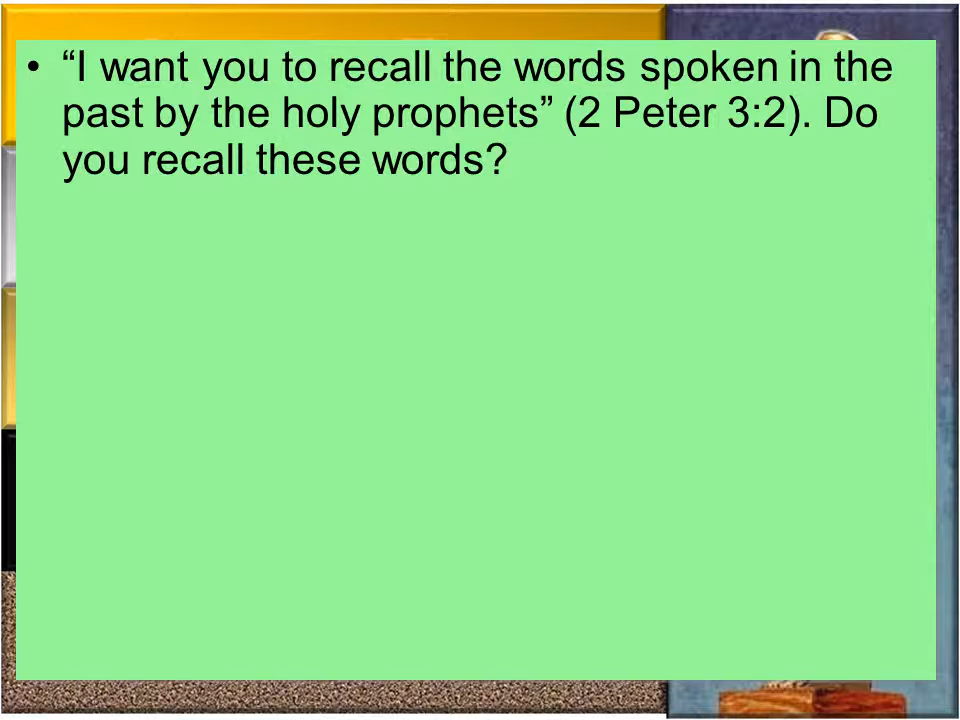 • “I want you to recall the words spoken in the
past by the holy prophets” (2 Peter 3:2). Do
you recall these words?